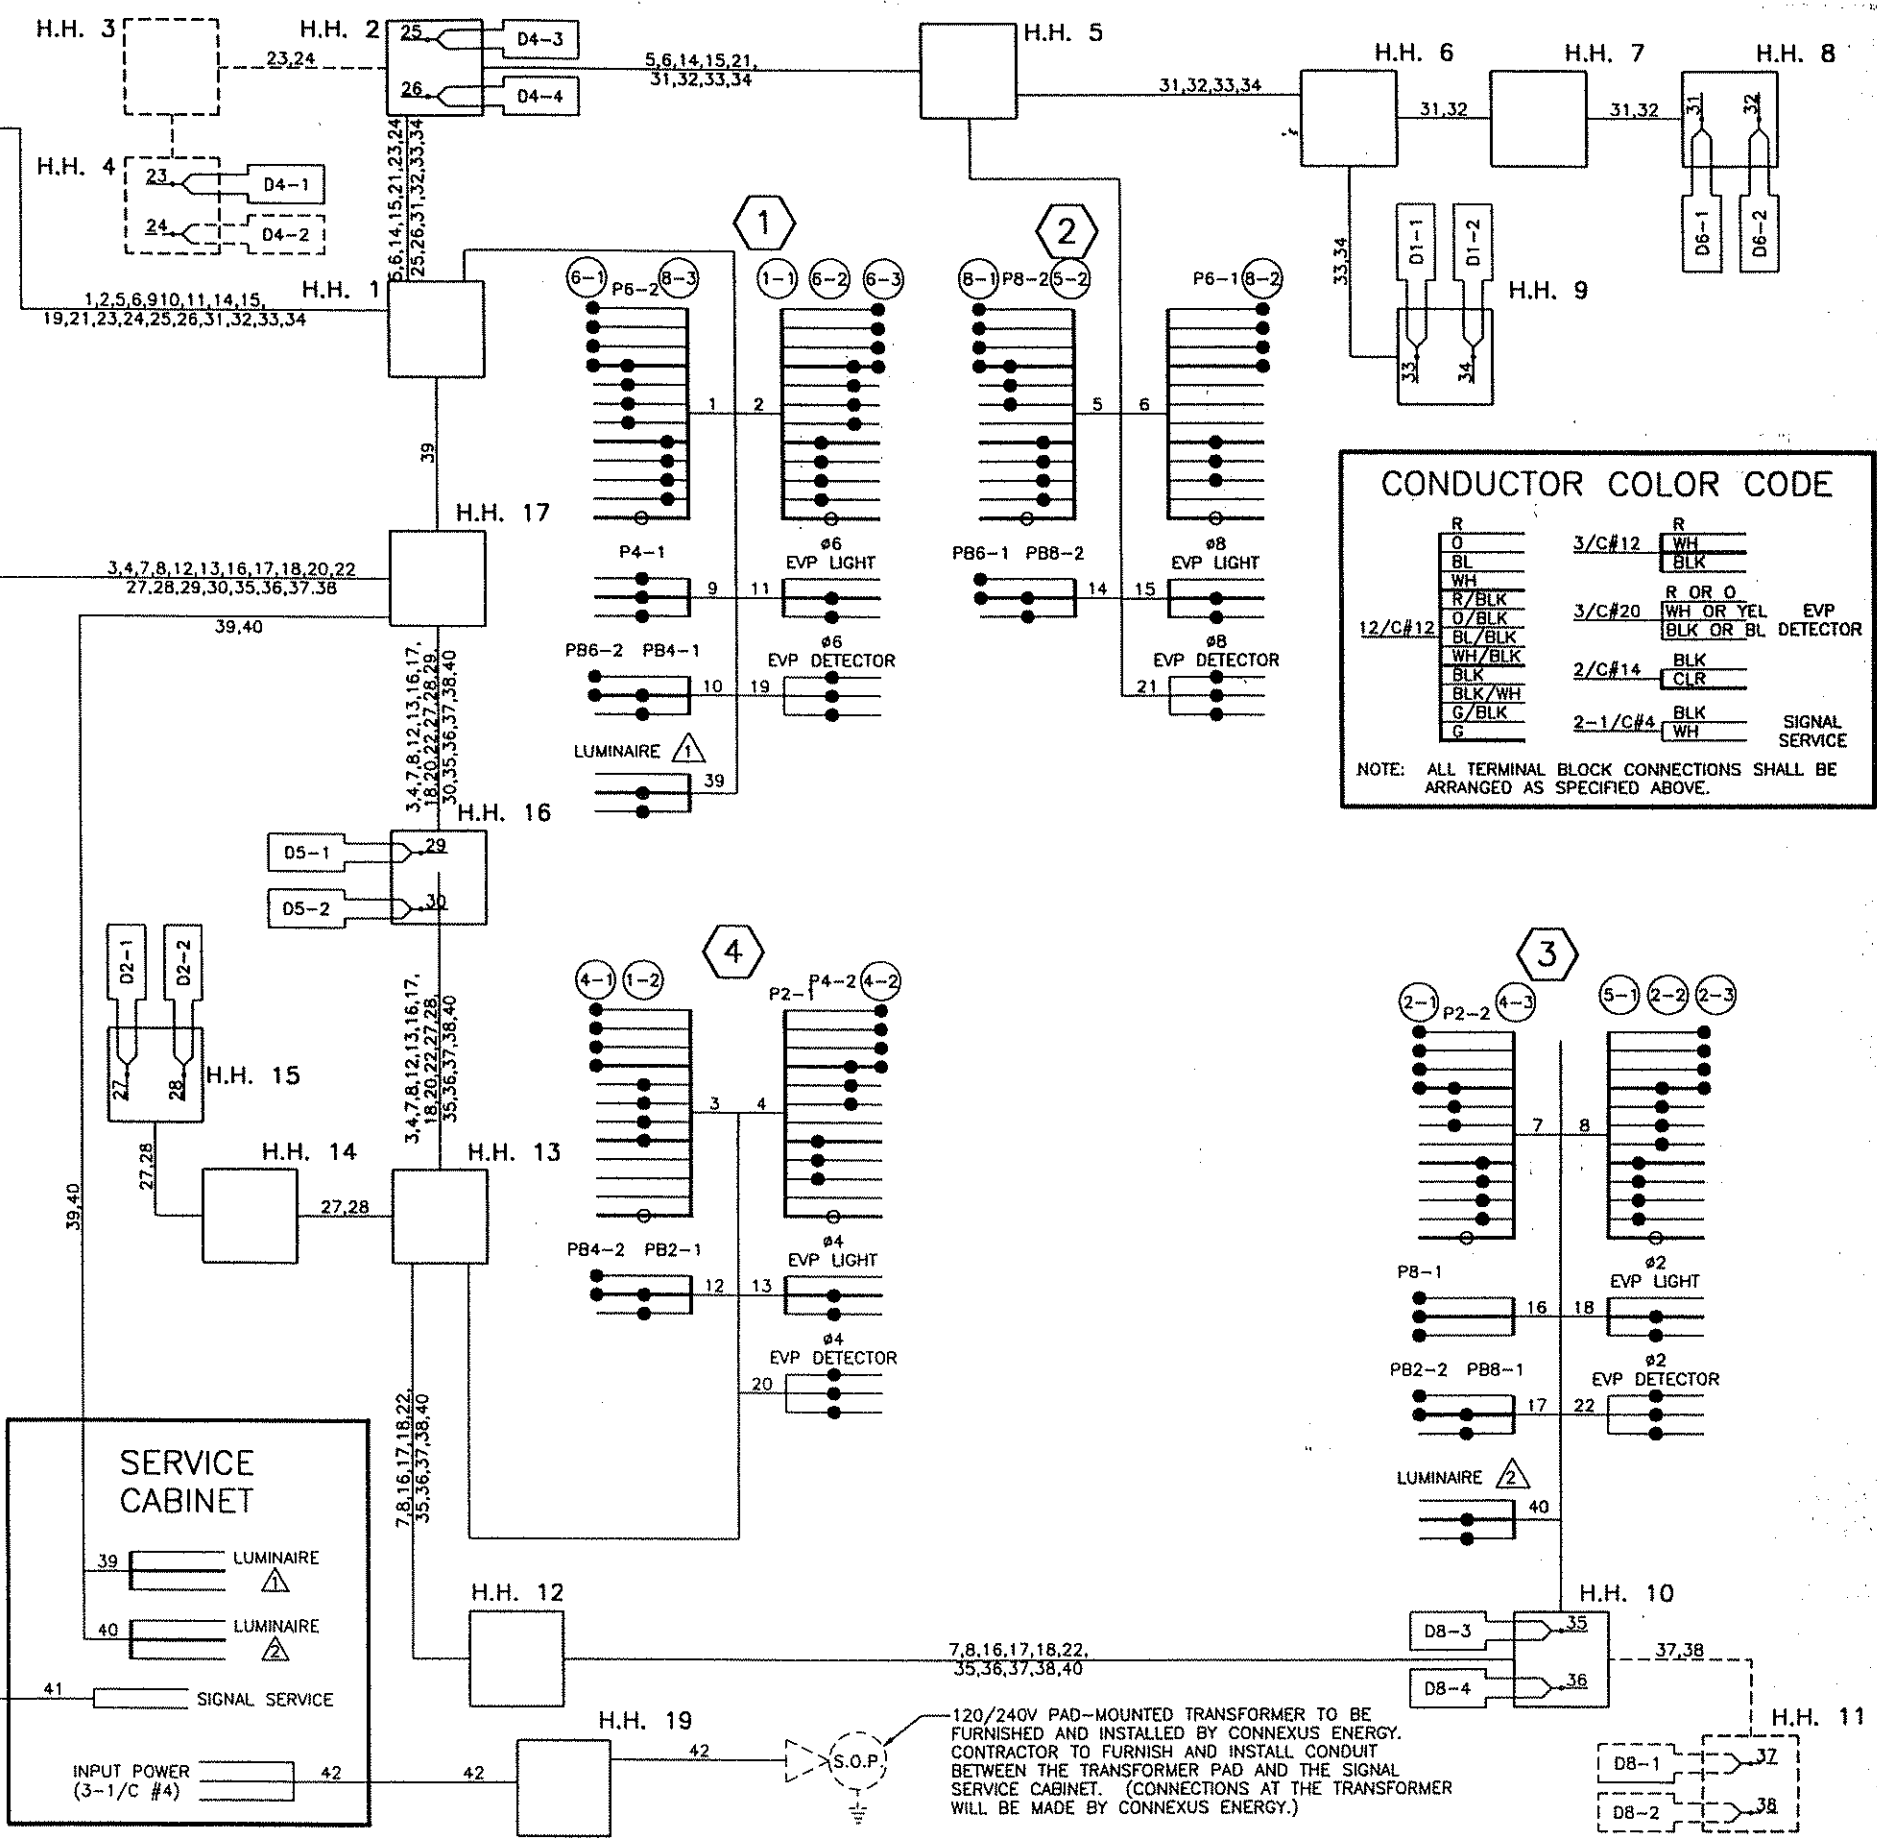 H.H. 3
H.H. 2
25
D4-3
23,24
26
D4-4
5,6,14,15,21,
31,32,33,34
H.H. 5
31,32,33,34
H.H. 6
31,32
H.H. 7
31,32
H.H. 8
31
32
D6-1
D6-2
H.H. 4
23
D4-1
24
D4-2
5,6,14,15,21,23,24
25,26,31,32,33,34
H.H. 1
1,2,5,6,910,11,14,15,
19,21,23,24,25,26,31,32,33,34
33,34
D1-1
D1-2
H.H. 9
33
34
1
6-1
P6-2
8-3
1-1
6-2
6-3
1
2
P4-1
ø6
EVP LIGHT
9
11
PB6-2
PB4-1
ø6
EVP DETECTOR
10
19
LUMINAIRE
1
39
2
8-1
P8-2
5-2
P6-1
8-2
5
6
PB6-1
PB8-2
ø8
EVP LIGHT
14
15
ø8
EVP DETECTOR
21
CONDUCTOR COLOR CODE
12/C#12
R
O
BL
WH
R/BLK
O/BLK
BL/BLK
WH/BLK
BLK
BLK/WH
G/BLK
G
3/C#12
R
WH
BLK
3/C#20
R OR O
WH OR YEL
BLK OR BL
EVP
DETECTOR
2/C#14
BLK
CLR
2-1/C#4
BLK
WH
SIGNAL
SERVICE
NOTE: ALL TERMINAL BLOCK CONNECTIONS SHALL BE
ARRANGED AS SPECIFIED ABOVE.
39
H.H. 17
3,4,7,8,12,13,16,17,18,20,22
27,28,29,30,35,36,37.38
39,40
3,4,7,8,12,13,16,17,
18,20,22,27,28,29,
30,35,36,37,38,40
H.H. 16
D5-1
29
D5-2
30
D2-1
D2-2
27
28
H.H. 15
3,4,7,8,12,13,16,17,
18,20,22,27,28,
35,36,37,38,40
27,28
H.H. 14
27,28
H.H. 13
39,40
4
4-1
1-2
P2-1
P4-2
4-2
3
4
PB4-2
PB2-1
ø4
EVP LIGHT
12
13
ø4
EVP DETECTOR
20
3
2-1
P2-2
4-3
5-1
2-2
2-3
7
8
P8-1
ø2
EVP LIGHT
16
18
PB2-2
PB8-1
ø2
EVP DETECTOR
17
22
LUMINAIRE
2
40
7,8,16,17,18,22,
35,36,37,38,40
SERVICE
CABINET
39
LUMINAIRE
1
40
LUMINAIRE
2
41
SIGNAL SERVICE
INPUT POWER
(3-1/C #4)
42
42
H.H. 12
7,8,16,17,18,22,
35,36,37,38,40
H.H. 10
D8-3
35
D8-4
36
37,38
H.H. 11
D8-1
37
D8-2
38
H.H. 19
42
S.O.P.
120/240V PAD-MOUNTED TRANSFORMER TO BE
FURNISHED AND INSTALLED BY CONNEXUS ENERGY.
CONTRACTOR TO FURNISH AND INSTALL CONDUIT
BETWEEN THE TRANSFORMER PAD AND THE SIGNAL
SERVICE CABINET. (CONNECTIONS AT THE TRANSFORMER
WILL BE MADE BY CONNEXUS ENERGY.)